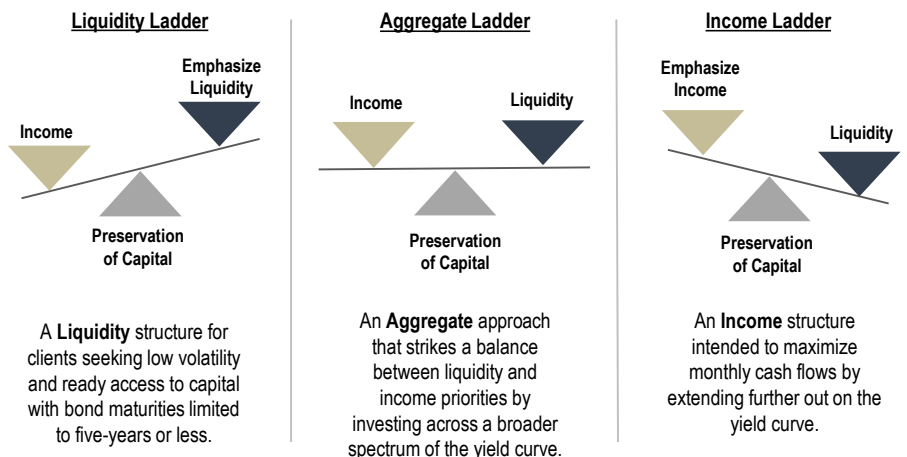 Liquidity Ladder
Emphasize
Liquidity
Income
Preservation
of Capital
A Liquidity structure for
clients seeking low volatility
and ready access to capital
with bond maturities limited
to five-years or less.
Aggregate Ladder
Income
Liquidity
Preservation
of Capital
An Aggregate approach
that strikes a balance
between liquidity and
income priorities by
investing across a broader
spectrum of the yield curve.
Income Ladder
Emphasize
Income
Liquidity
Preservation
of Capital
An Income structure
intended to maximize
monthly cash flows by
extending further out on the
yield curve.